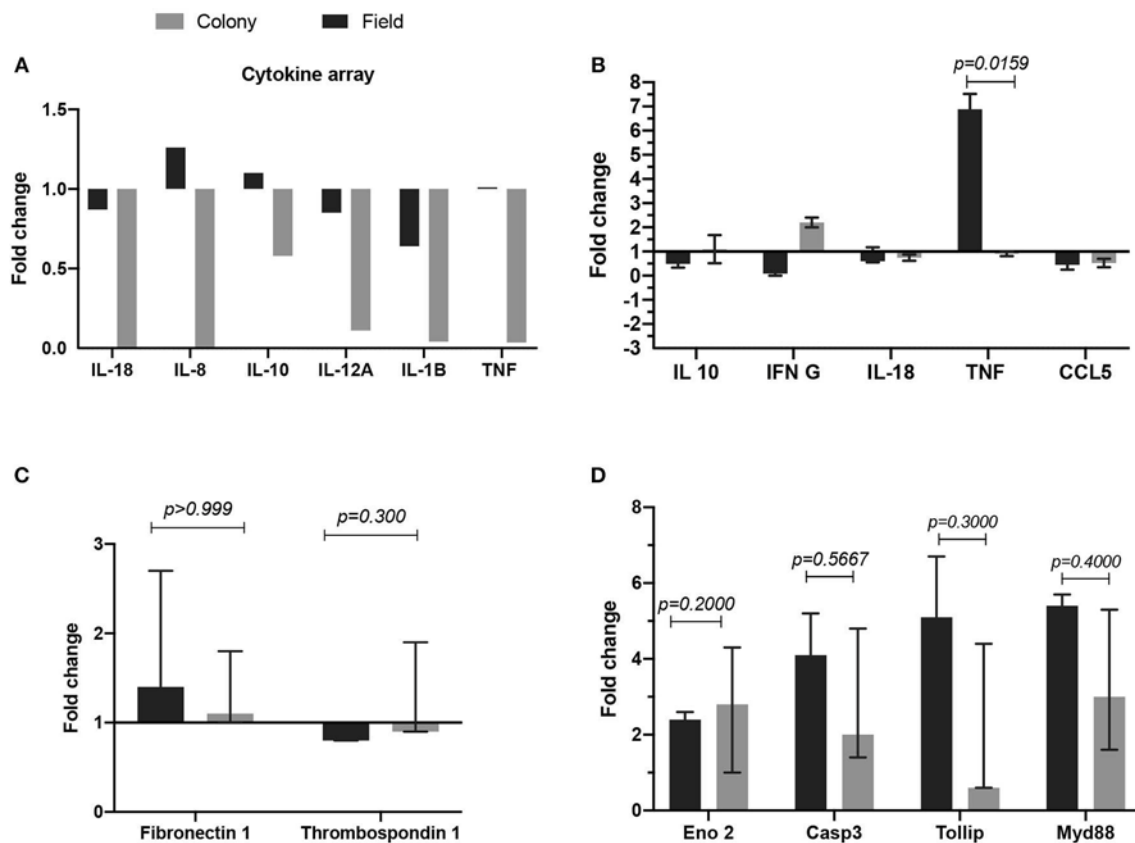 Colony Field
A
Cytokine array
Fold change
1.5
1.0
0.5
0.0
IL-18 IL-8 IL-10 IL-12A IL-1B TNF
B
p=0.0159
Fold change
8
7
6
5
4
3
2
1
0
-1
-2
-3
IL 10 IFN G IL-18 TNF CCL5
C
p>0.999
p=0.300
Fold change
3
2
1
0
Fibronectin 1 Thrombospondin 1
D
p=0.2000
p=0.5667
p=0.3000
p=0.4000
Fold change
8
6
4
2
0
Eno 2 Casp3 Tollip Myd88